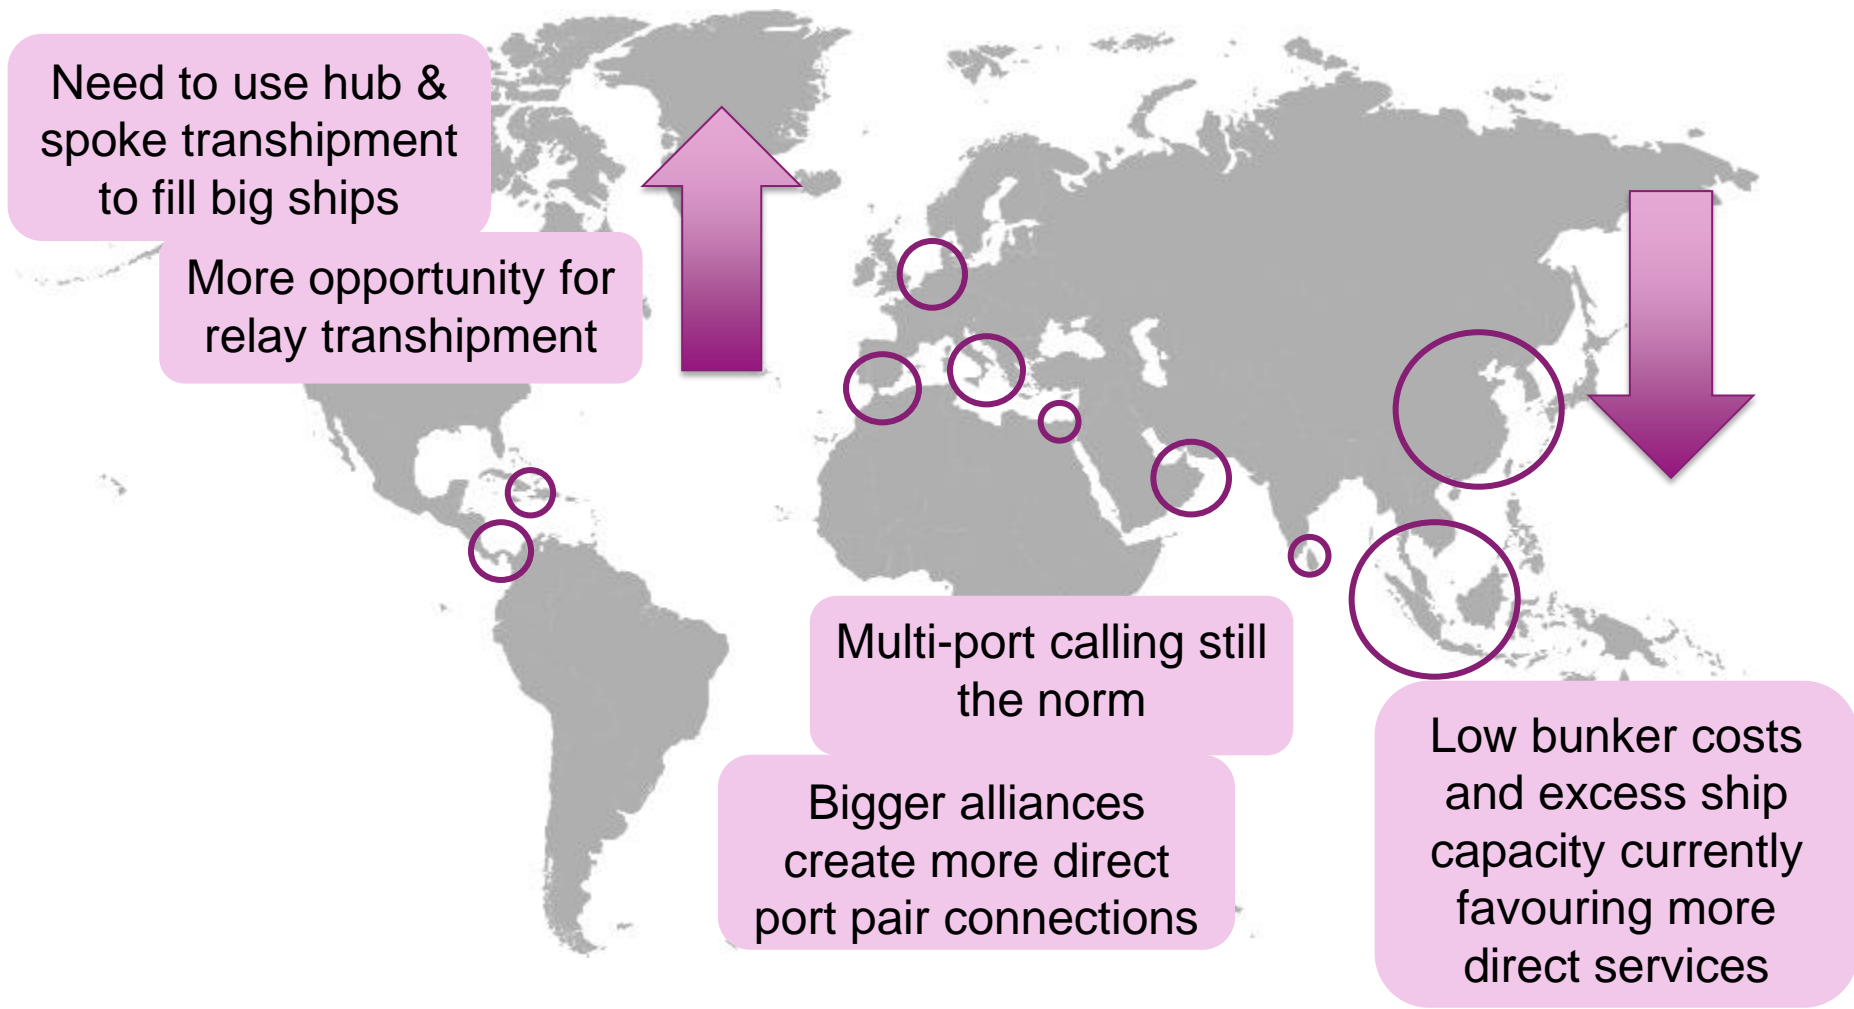 Need to use hub &
spoke transhipment
to fill big ships
More opportunity for
relay transhipment
Multi-port calling still
the norm
Bigger alliances
create more direct
port pair connections
Low bunker costs
and excess ship
capacity currently
favouring more
direct services